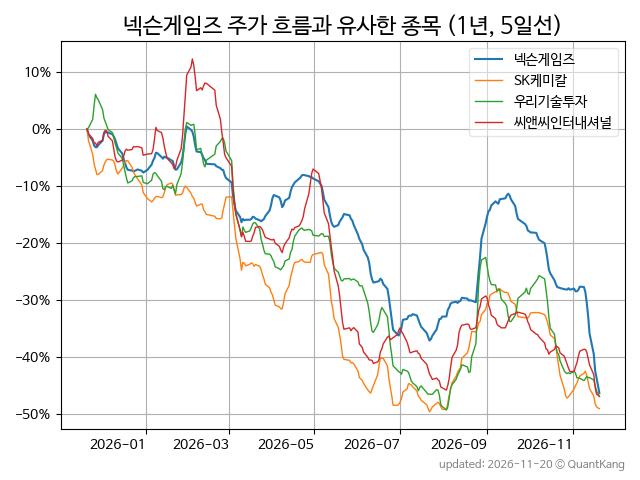 넥슨게임즈 주가 흐름과 유사한 종목 (1년, 5일선)
넥슨게임즈
SK케미칼
우리기술투자
씨앤씨인터내셔널
10%
0%
−10%
−20%
−30%
−40%
−50%
2026-01 2026-03 2026-05 2026-07 2026-09 2026-11
updated: 2026-11-20 © QuantKang